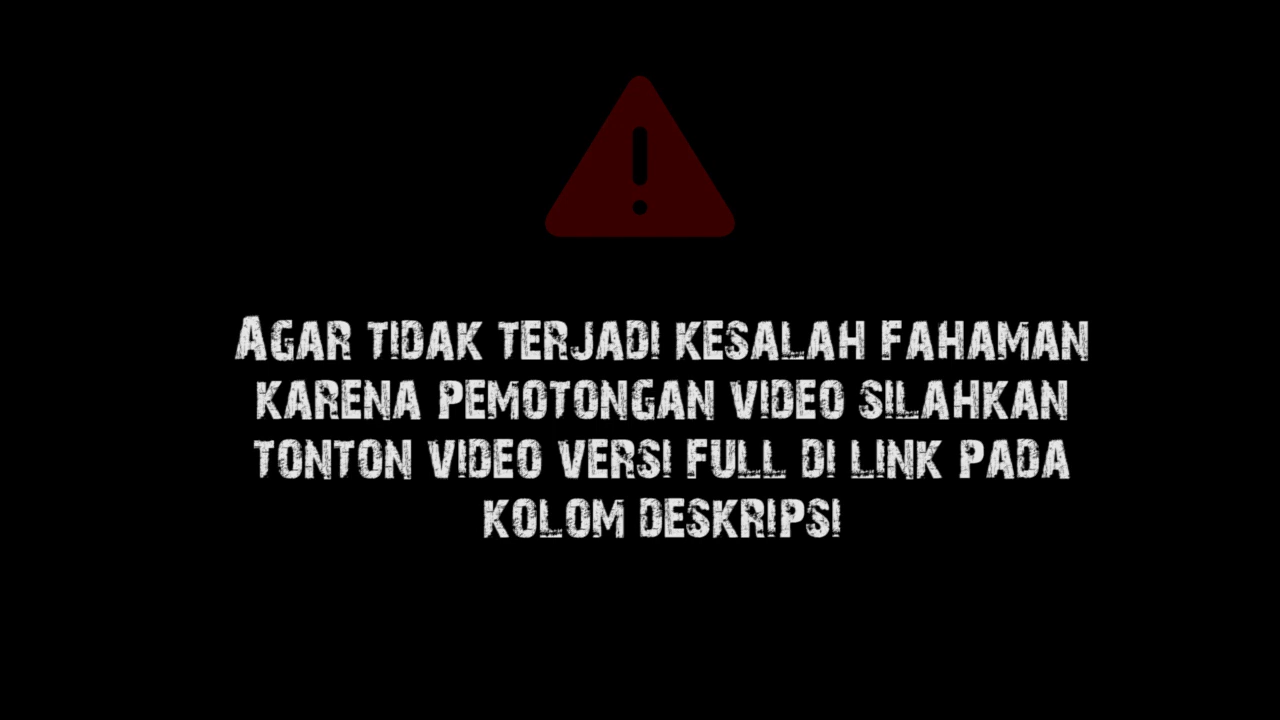 Agar tidak terjadi kesalah fahaman
karena pemotongan video silahkan
tonton video versi full di link pada
kolom deskripsi